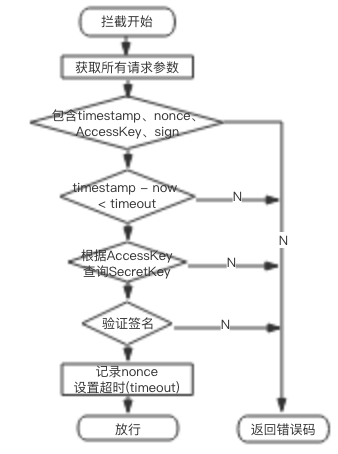 拦截开始
获取所有请求参数
包含timestamp、nonce、
AccessKey、sign
timestamp - now
< timeout
N
N
根据AccessKey
查询SecretKey
N
验证签名
N
记录nonce
设置超时(timeout)
放行
返回错误码